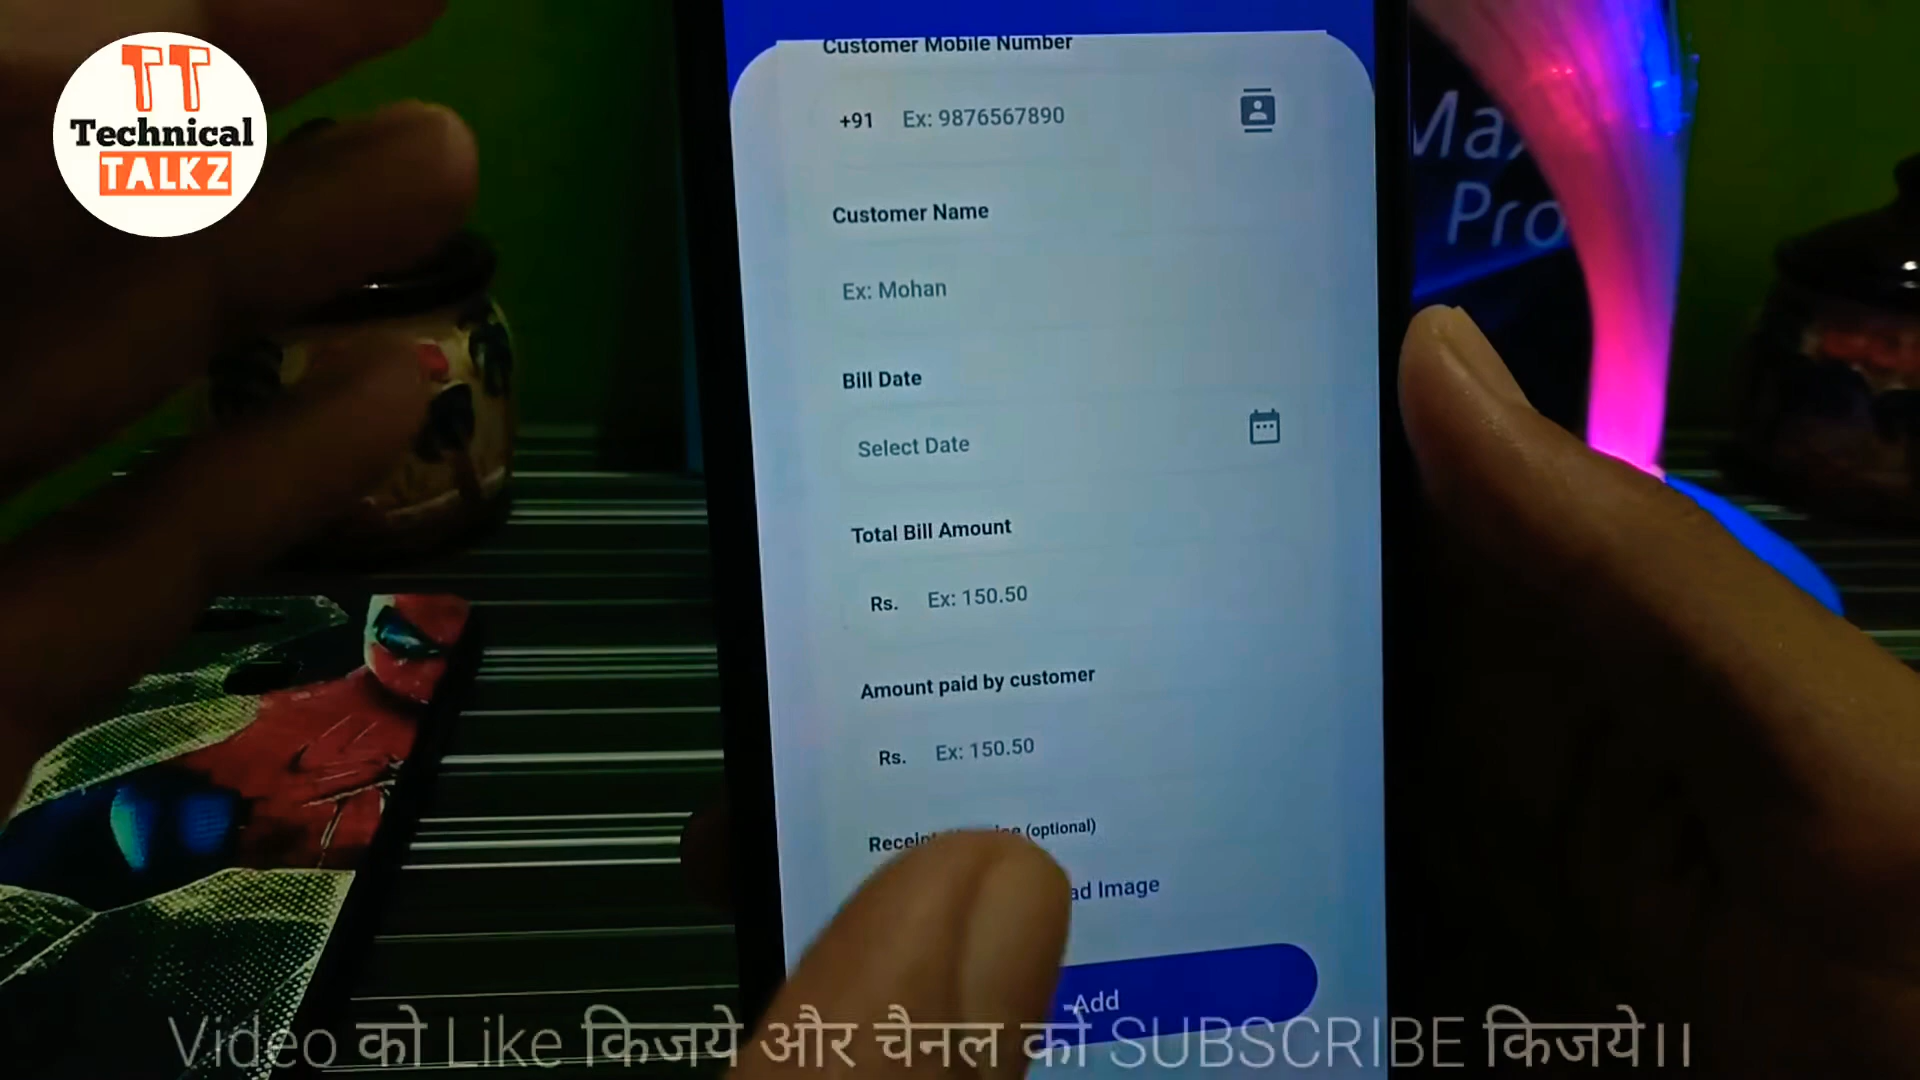 TT
Technical
TALKZ
Customer Mobile Number
+91 Ex: 9876567890
Customer Name
Ex: Mohan
Bill Date
Select Date
Total Bill Amount
Rs. Ex: 150.50
Amount paid by customer
Rs. Ex: 150.50
(optional)
Image
Add
Pro
Video को Like किजये और चैनल को SUBSCRIBE किजये।।